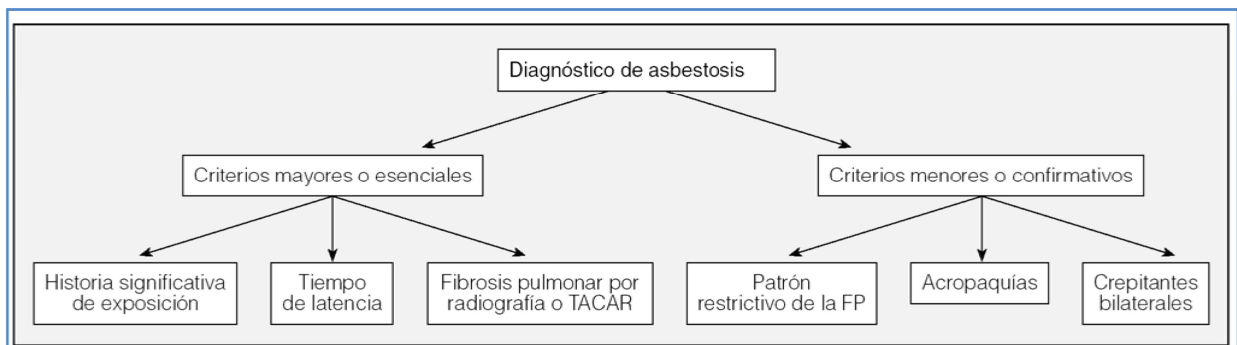 Diagnóstico de asbestosis
Criterios mayores o esenciales
Criterios menores o confirmativos
Historia significativa
de exposición
Tiempo
de latencia
Fibrosis pulmonar por
radiografía o TACAR
Patrón
restrictivo de la FP
Acropaquías
Crepitantes
bilaterales